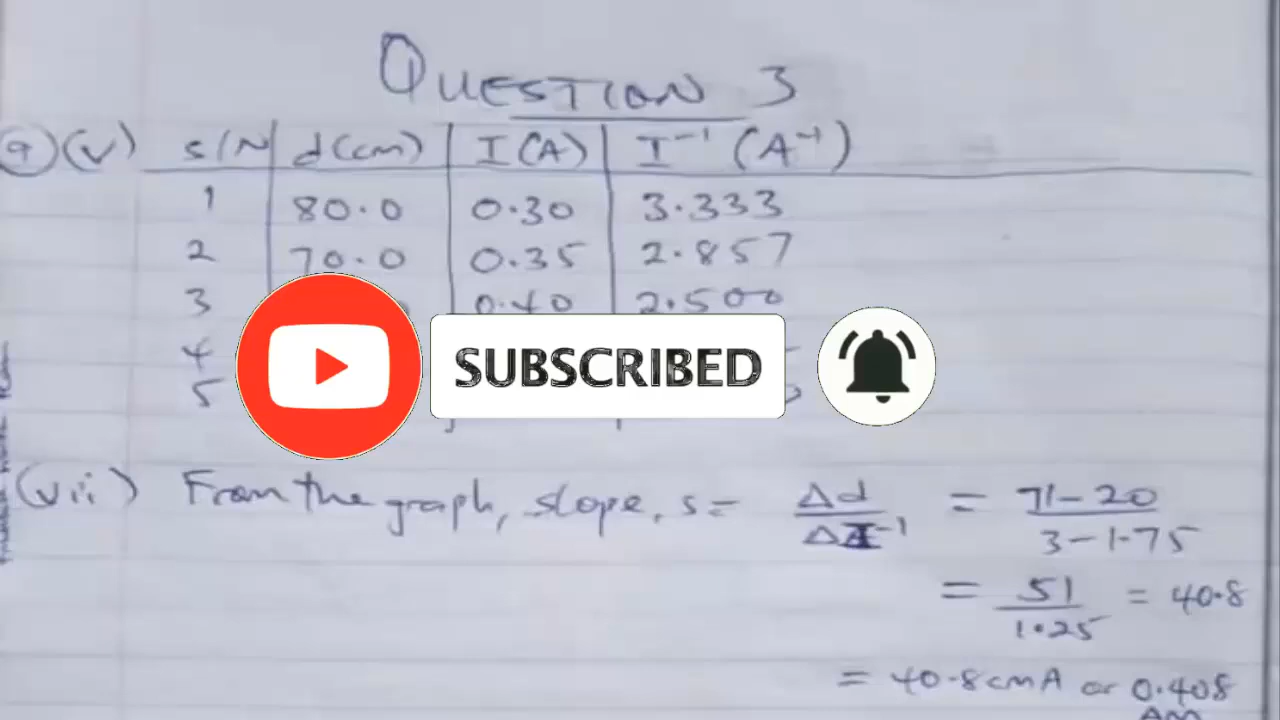 QUESTION 3
a (v) s/N d(cm) I(A) I⁻¹ (A⁻¹)
1 80.0 0.30 3.333
2 70.0 0.35 2.857
3 0.40 2.500
4
5
SUBSCRIBED
(vii) From the graph, slope, s = Δd/ΔI⁻¹ = 71-20/3-1.75
= 51/1.25 = 40.8
= 40.8cmA or 0.408
Am